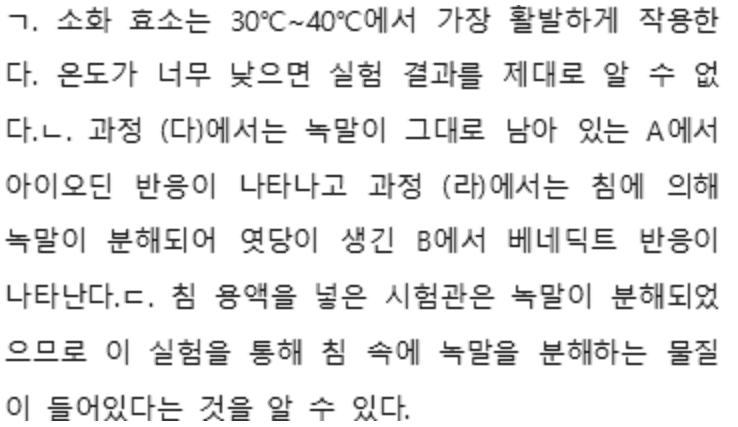 ㄱ. 소화 효소는 30℃~40℃에서 가장 활발하게 작용한
다. 온도가 너무 낮으면 실험 결과를 제대로 알 수 없
다.ㄴ. 과정 (다)에서는 녹말이 그대로 남아 있는 A에서
아이오딘 반응이 나타나고 과정 (라)에서는 침에 의해
녹말이 분해되어 엿당이 생긴 B에서 베네딕트 반응이
나타난다.ㄷ. 침 용액을 넣은 시험관은 녹말이 분해되었
으므로 이 실험을 통해 침 속에 녹말을 분해하는 물질
이 들어있다는 것을 알 수 있다.